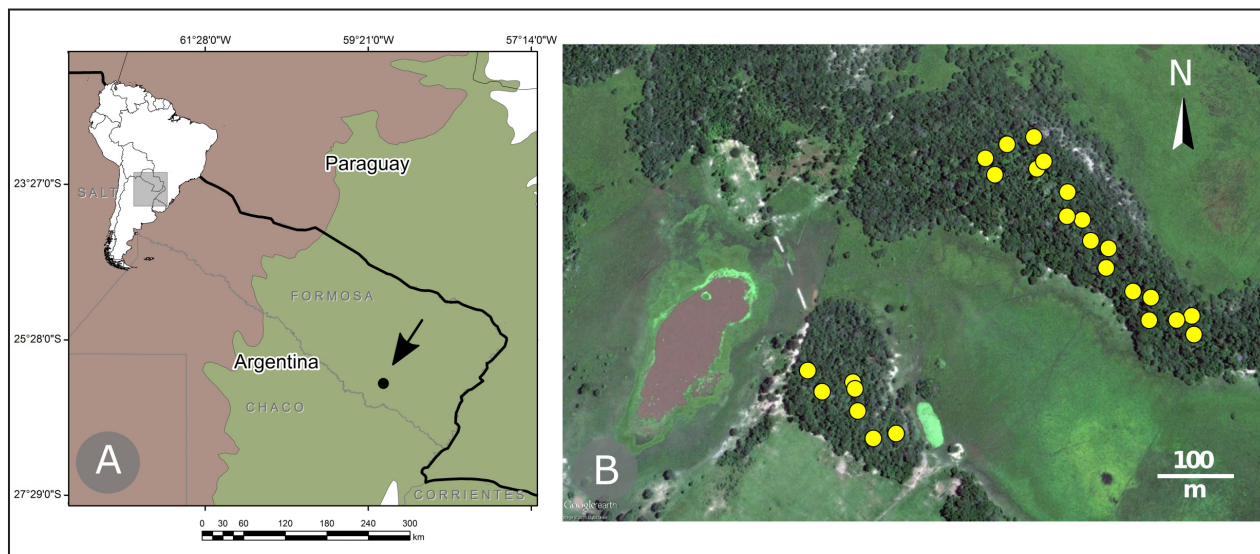 61°28'0"W 59°21'0"W 57°14'0"W
23°27'0"S
25°28'0"S
27°29'0"S
Paraguay
SALT
FORMOSA
Argentina
CHACO
CORRIENTES
A
0 30 60 120 180 240 300
km
N
B
100
m
Google earth